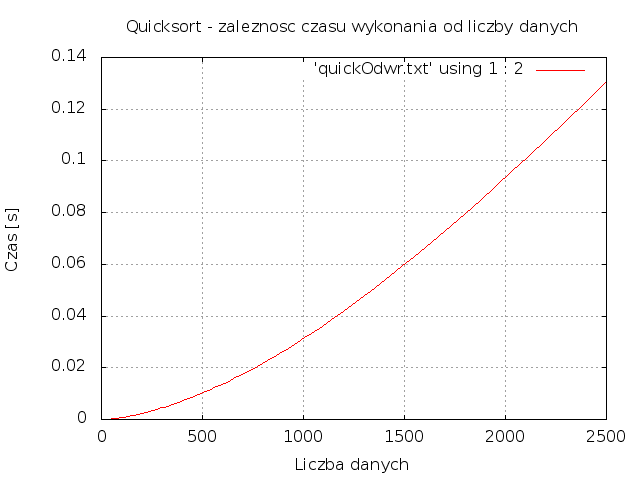 Quicksort - zaleznosc czasu wykonania od liczby danych
'quickOdwr.txt' using 1 : 2
0.14
0.12
0.1
0.08
0.06
0.04
0.02
0
Czas [s]
0 500 1000 1500 2000 2500
Liczba danych